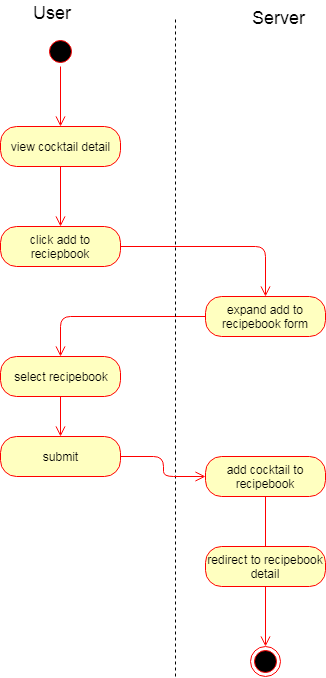 User
Server
view cocktail detail
click add to
reciepbook
expand add to
recipebook form
select recipebook
submit
add cocktail to
recipebook
redirect to recipebook
detail